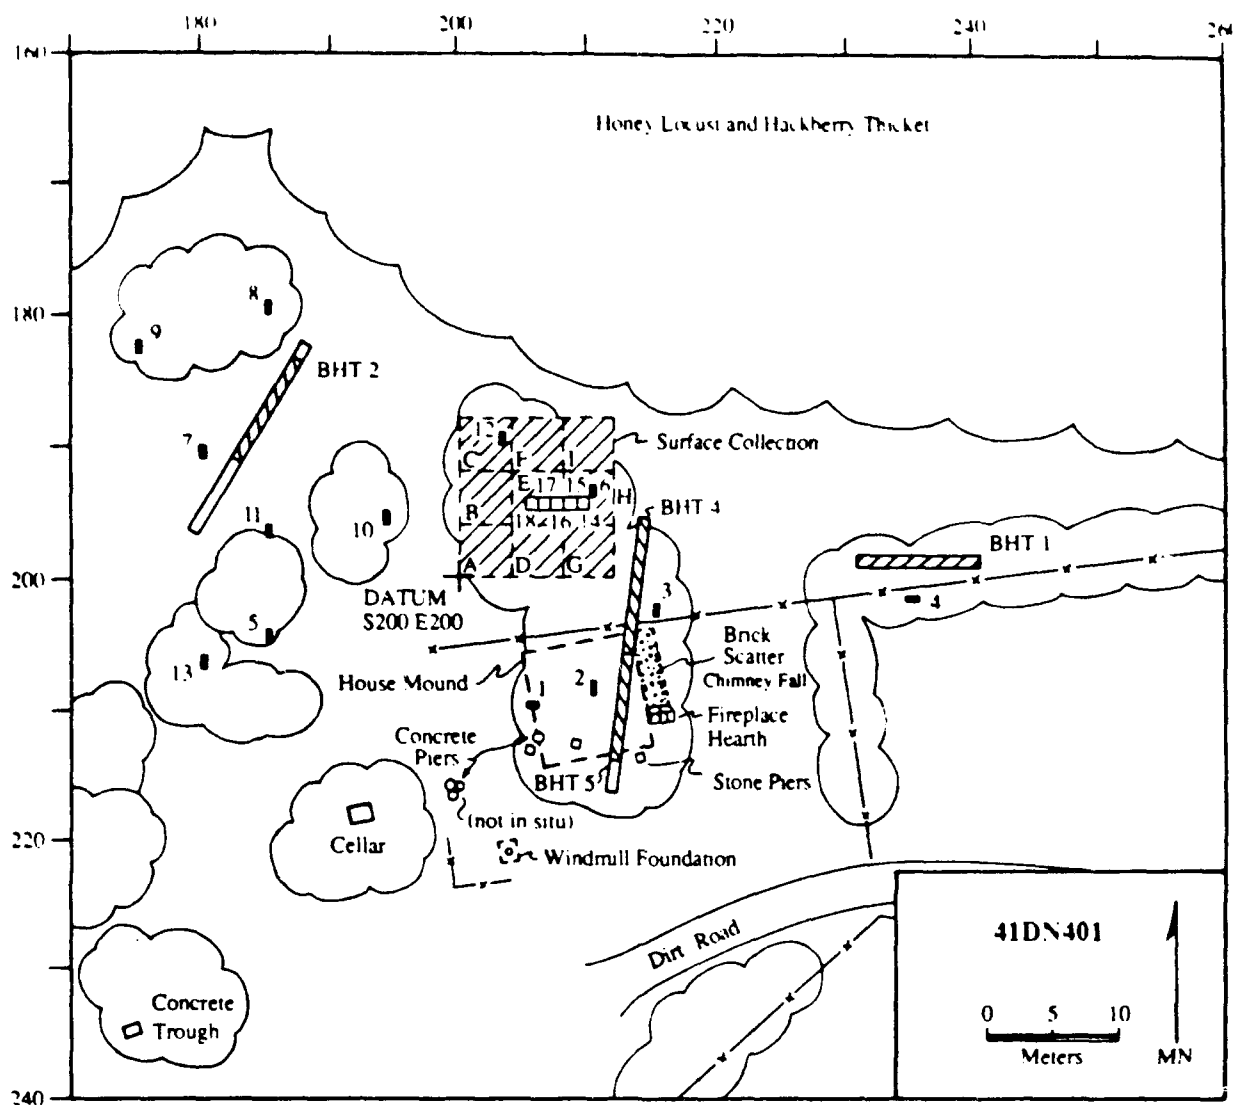 180 200 220 240 260
160
Honey Locust and Hackberry Thicket
180
8
9
BHT 2
7
Surface Collection
C F I
E 17 15 6
H
BHT 4
B
18 16 14
11
10
BHT 1
A D G
200
DATUM
S200 E200
3
4
5
Brick
Scatter
Chimney Fall
13
House Mound
1
2
Fireplace
Hearth
Concrete
Piers
BHT 5
Stone Piers
(not in situ)
220
Cellar
Windmill Foundation
Dirt Road
41DN401
Concrete
Trough
0 5 10
Meters
MN
240